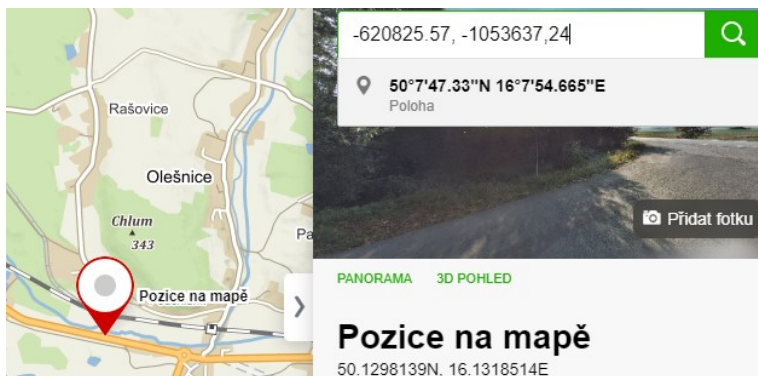 -620825.57, -1053637,24
50°7'47.33"N 16°7'54.665"E
Poloha
Rašovice
Olešnice
Chlum
343
Pa
Pozice na mapě
Přidat fotku
PANORAMA 3D POHLED
Pozice na mapě
50.1298139N, 16.1318514E